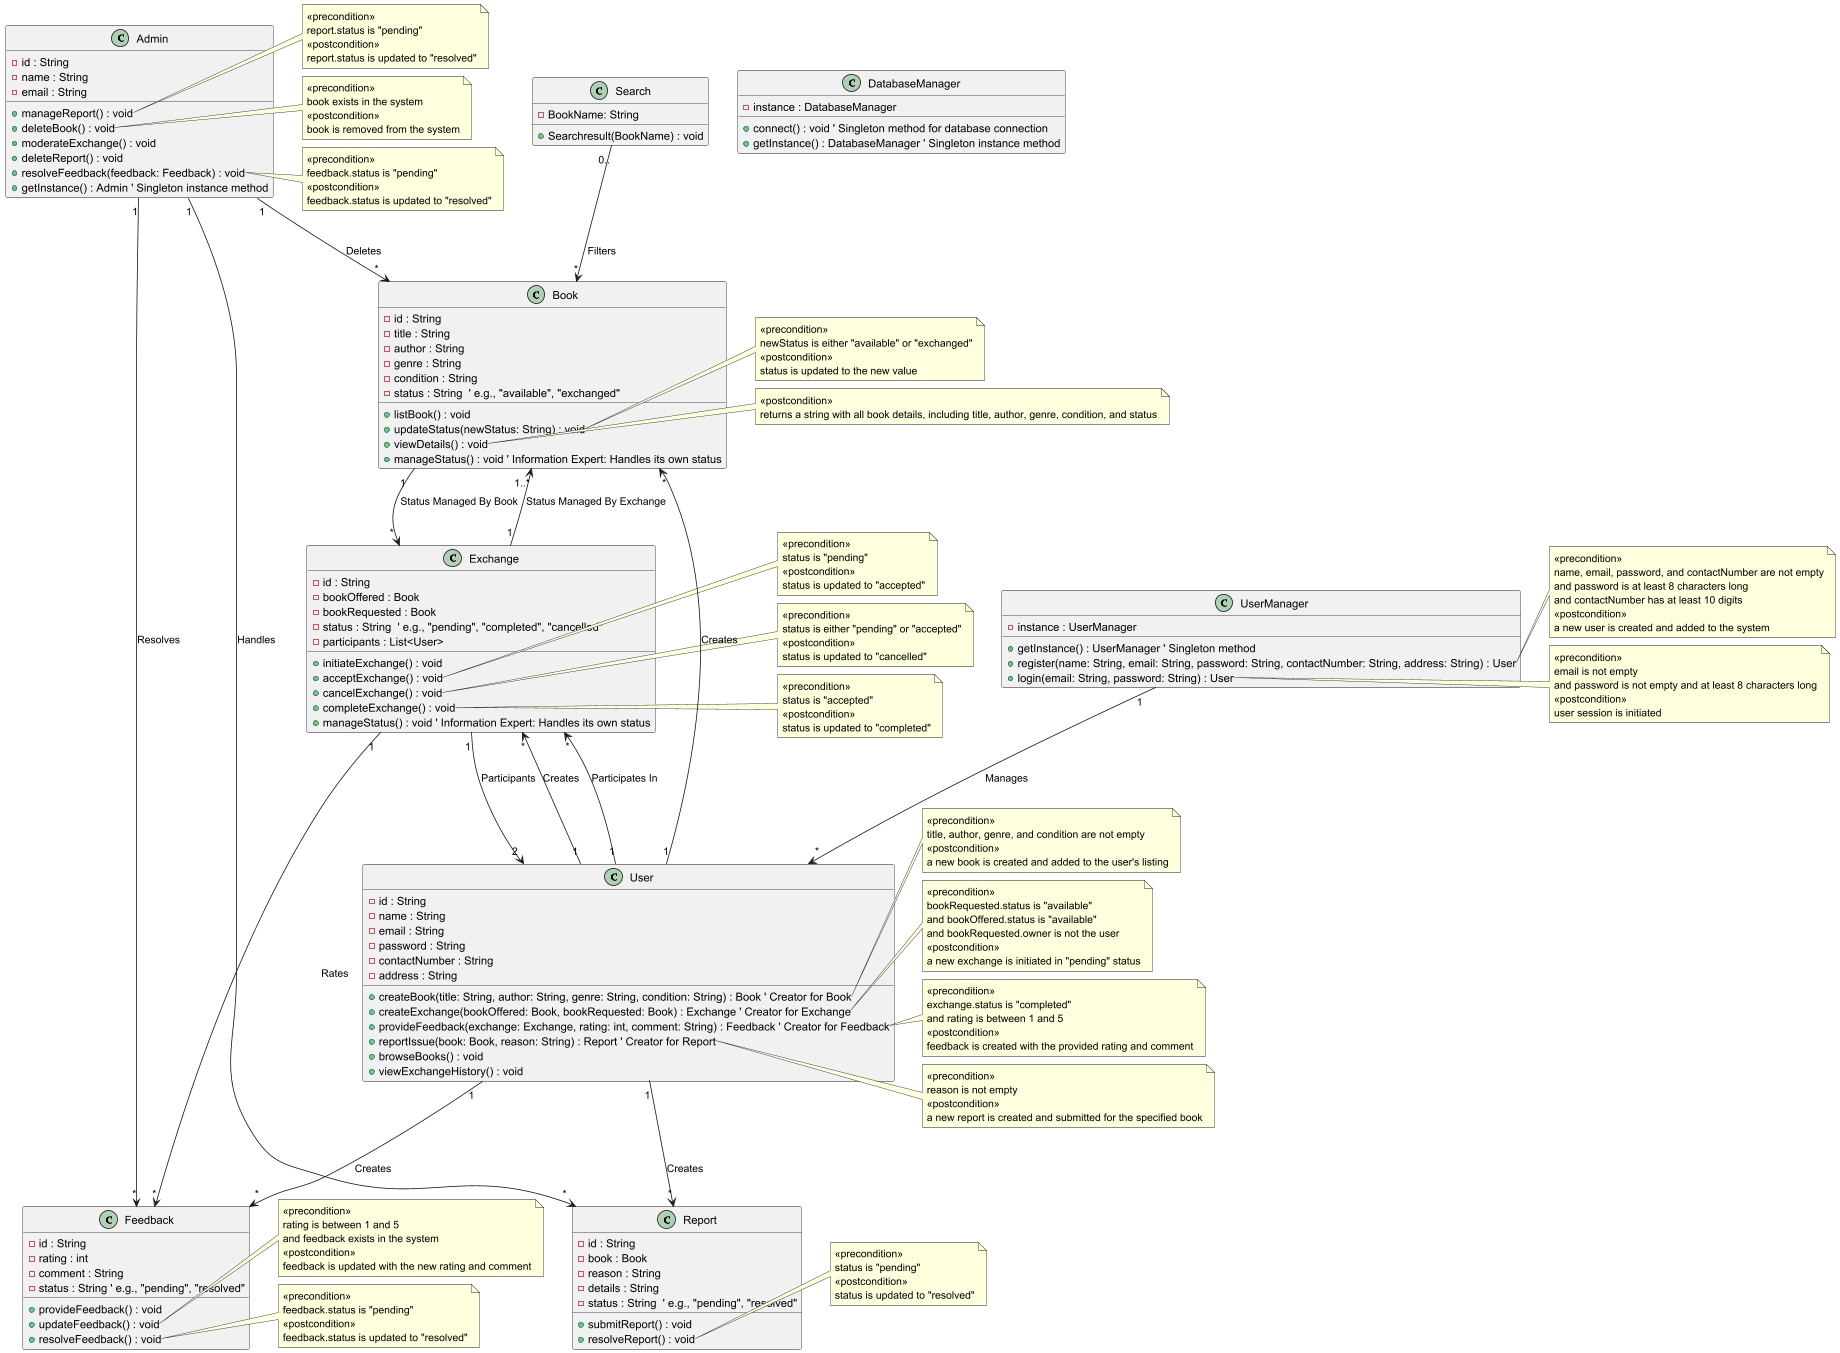 C Admin
id : String
name : String
email : String
manageReport() : void
deleteBook() : void
moderateExchange() : void
deleteReport() : void
resolveFeedback(feedback: Feedback) : void
getInstance() : Admin ' Singleton instance method
«precondition»
report.status is "pending"
«postcondition»
report.status is updated to "resolved"
«precondition»
book exists in the system
«postcondition»
book is removed from the system
«precondition»
feedback.status is "pending"
«postcondition»
feedback.status is updated to "resolved"
C Search
BookName: String
Searchresult(BookName) : void
C DatabaseManager
instance : DatabaseManager
connect() : void ' Singleton method for database connection
getInstance() : DatabaseManager ' Singleton instance method
1
1
1
0..
Deletes
Filters
*
*
C Book
id : String
title : String
author : String
genre : String
condition : String
status : String ' e.g., "available", "exchanged"
listBook() : void
updateStatus(newStatus: String) : void
viewDetails() : void
manageStatus() : void ' Information Expert: Handles its own status
«precondition»
newStatus is either "available" or "exchanged"
«postcondition»
status is updated to the new value
«postcondition»
returns a string with all book details, including title, author, genre, condition, and status
1
1..*
*
Status Managed By Book
Status Managed By Exchange
*
1
C Exchange
id : String
bookOffered : Book
bookRequested : Book
status : String ' e.g., "pending", "completed", "cancelled"
participants : List<User>
initiateExchange() : void
acceptExchange() : void
cancelExchange() : void
completeExchange() : void
manageStatus() : void ' Information Expert: Handles its own status
«precondition»
status is "pending"
«postcondition»
status is updated to "accepted"
«precondition»
status is either "pending" or "accepted"
«postcondition»
status is updated to "cancelled"
«precondition»
status is "accepted"
«postcondition»
status is updated to "completed"
Resolves
Handles
Creates
C UserManager
instance : UserManager
getInstance() : UserManager ' Singleton method
register(name: String, email: String, password: String, contactNumber: String, address: String) : User
login(email: String, password: String) : User
«precondition»
name, email, password, and contactNumber are not empty
and password is at least 8 characters long
and contactNumber has at least 10 digits
«postcondition»
a new user is created and added to the system
«precondition»
email is not empty
and password is not empty and at least 8 characters long
«postcondition»
user session is initiated
1
1
*
*
1
Participants
Creates
Participates In
Manages
2
1
1
1
*
C User
id : String
name : String
email : String
password : String
contactNumber : String
address : String
createBook(title: String, author: String, genre: String, condition: String) : Book ' Creator for Book
createExchange(bookOffered: Book, bookRequested: Book) : Exchange ' Creator for Exchange
provideFeedback(exchange: Exchange, rating: int, comment: String) : Feedback ' Creator for Feedback
reportIssue(book: Book, reason: String) : Report ' Creator for Report
browseBooks() : void
viewExchangeHistory() : void
«precondition»
title, author, genre, and condition are not empty
«postcondition»
a new book is created and added to the user's listing
«precondition»
bookRequested.status is "available"
and bookOffered.status is "available"
and bookRequested.owner is not the user
«postcondition»
a new exchange is initiated in "pending" status
«precondition»
exchange.status is "completed"
and rating is between 1 and 5
«postcondition»
feedback is created with the provided rating and comment
«precondition»
reason is not empty
«postcondition»
a new report is created and submitted for the specified book
Rates
1
1
Creates
Creates
*
*
*
*
*
C Feedback
id : String
rating : int
comment : String
status : String ' e.g., "pending", "resolved"
provideFeedback() : void
updateFeedback() : void
resolveFeedback() : void
«precondition»
rating is between 1 and 5
and feedback exists in the system
«postcondition»
feedback is updated with the new rating and comment
«precondition»
feedback.status is "pending"
«postcondition»
feedback.status is updated to "resolved"
C Report
id : String
book : Book
reason : String
details : String
status : String ' e.g., "pending", "resolved"
submitReport() : void
resolveReport() : void
«precondition»
status is "pending"
«postcondition»
status is updated to "resolved"